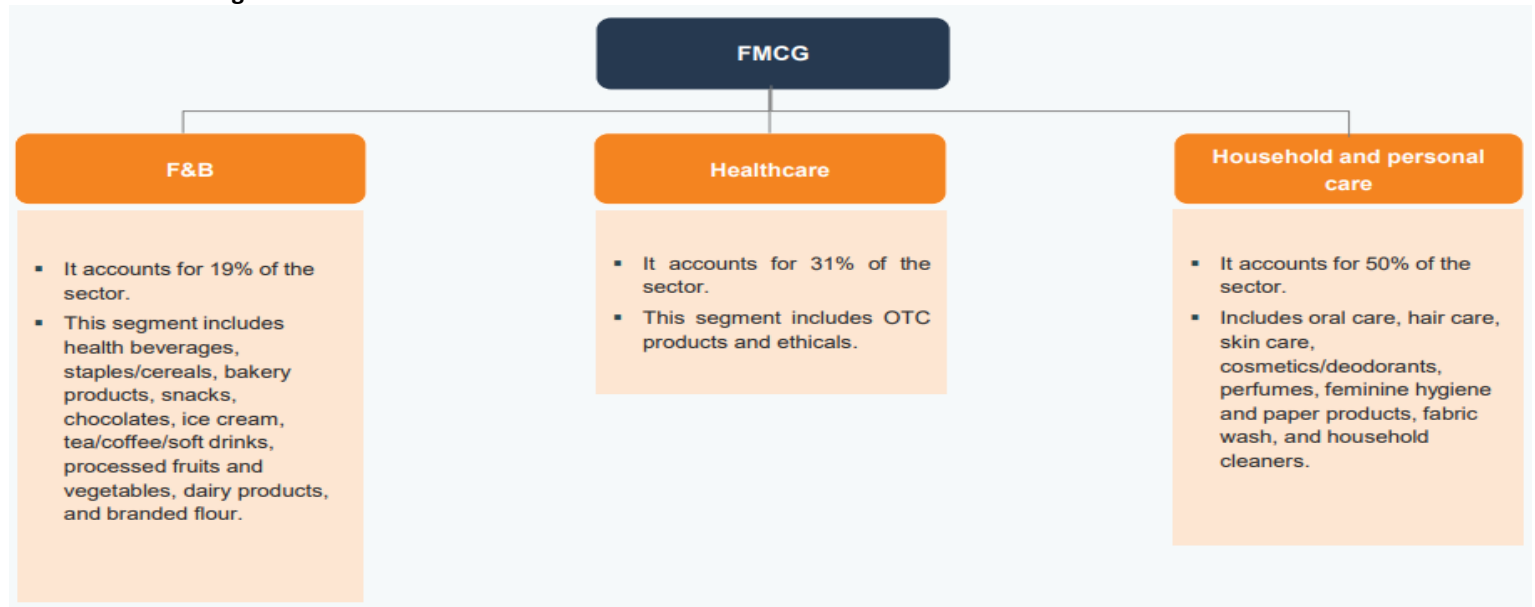 FMCG
F&B
It accounts for 19% of the
sector.
This segment includes
health beverages,
staples/cereals, bakery
products, snacks,
chocolates, ice cream,
tea/coffee/soft drinks,
processed fruits and
vegetables, dairy products,
and branded flour.
Healthcare
It accounts for 31% of the
sector.
This segment includes OTC
products and ethicals.
Household and personal
care
It accounts for 50% of the
sector.
Includes oral care, hair care,
skin care,
cosmetics/deodorants,
perfumes, feminine hygiene
and paper products, fabric
wash, and household
cleaners.